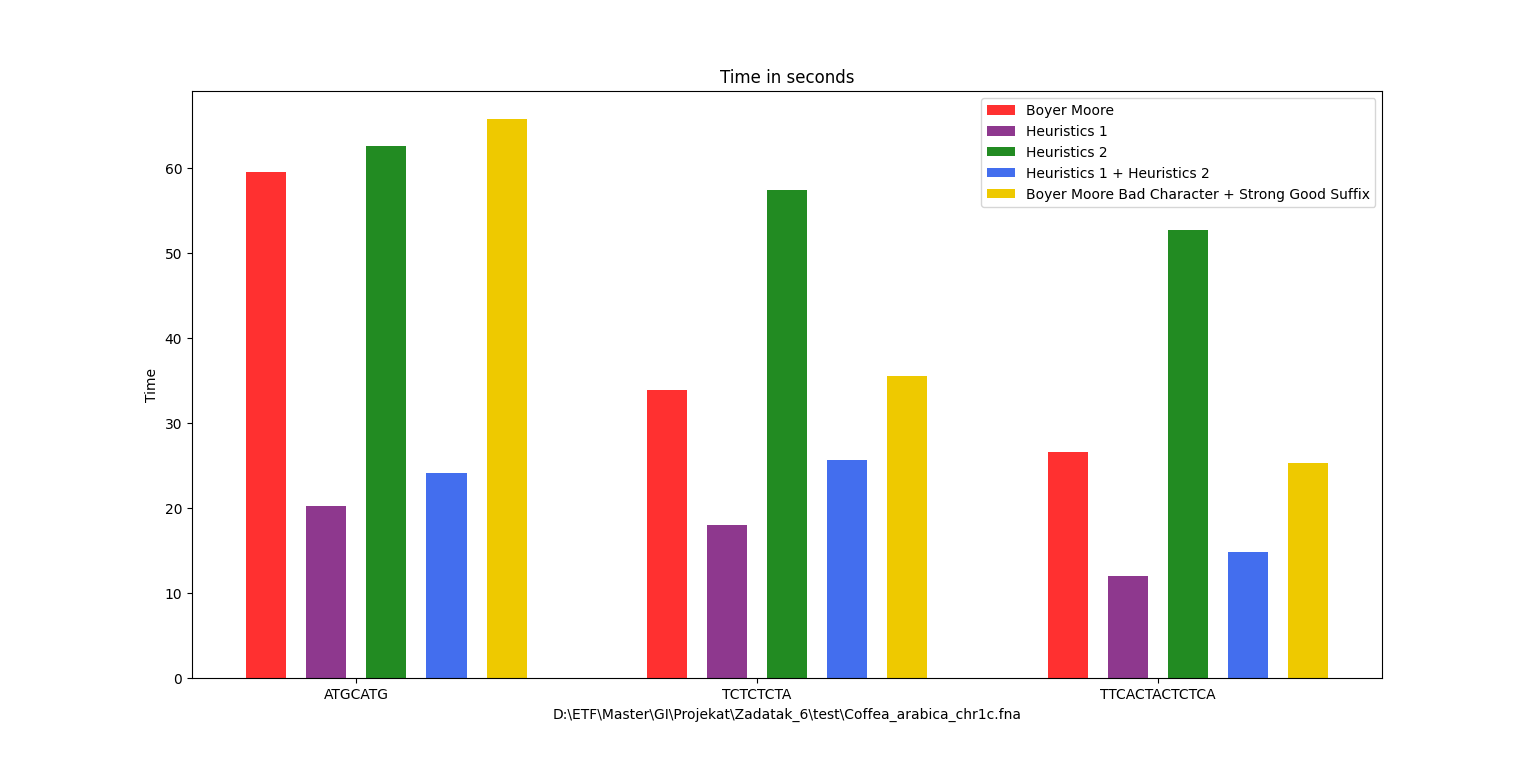 Time in seconds
Boyer Moore
Heuristics 1
Heuristics 2
Heuristics 1 + Heuristics 2
Boyer Moore Bad Character + Strong Good Suffix
Time
60
50
40
30
20
10
0
ATGCATG
TCTCTCTA
TTCACTACTCTCA
D:\ETF\Master\GI\Projekat\Zadatak_6\test\Coffea_arabica_chr1c.fna